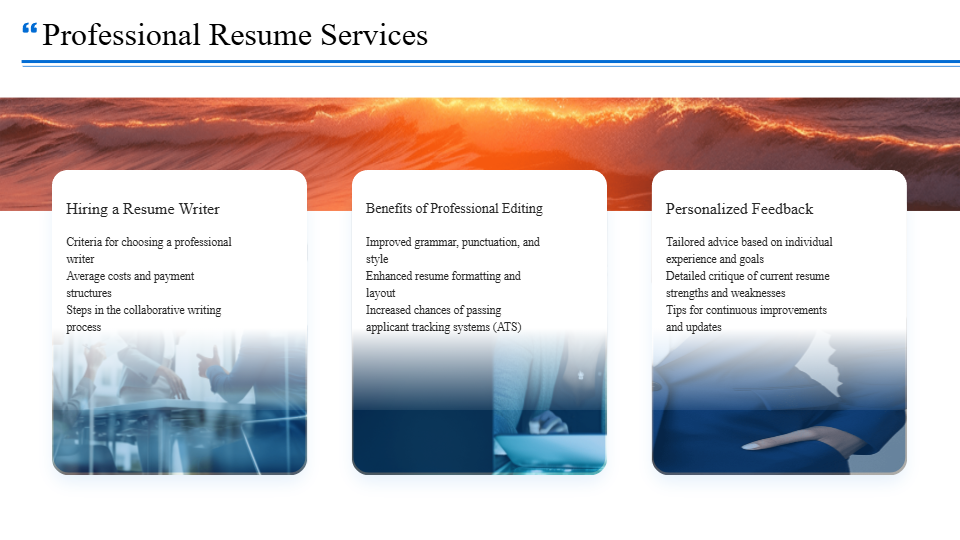 “Professional Resume Services
Hiring a Resume Writer
Criteria for choosing a professional
writer
Average costs and payment
structures
Steps in the collaborative writing
process
Benefits of Professional Editing
Improved grammar, punctuation, and
style
Enhanced resume formatting and
layout
Increased chances of passing
applicant tracking systems (ATS)
Personalized Feedback
Tailored advice based on individual
experience and goals
Detailed critique of current resume
strengths and weaknesses
Tips for continuous improvements
and updates